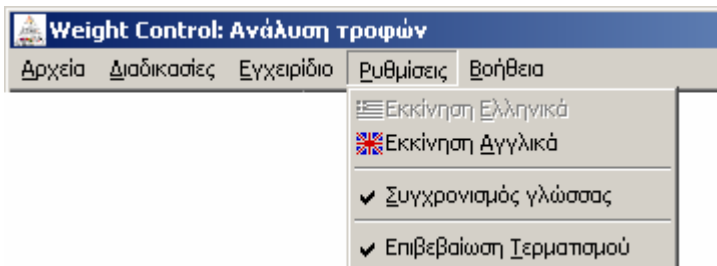 Weight Control: Ανάλυση τροφών
Αρχεία Διαδικασίες Εγχειρίδιο Ρυθμίσεις Βοήθεια
Εκκίνηση Ελληνικά
Εκκίνηση Αγγλικά
Συγχρονισμός γλώσσας
Επιβεβαίωση Τερματισμού